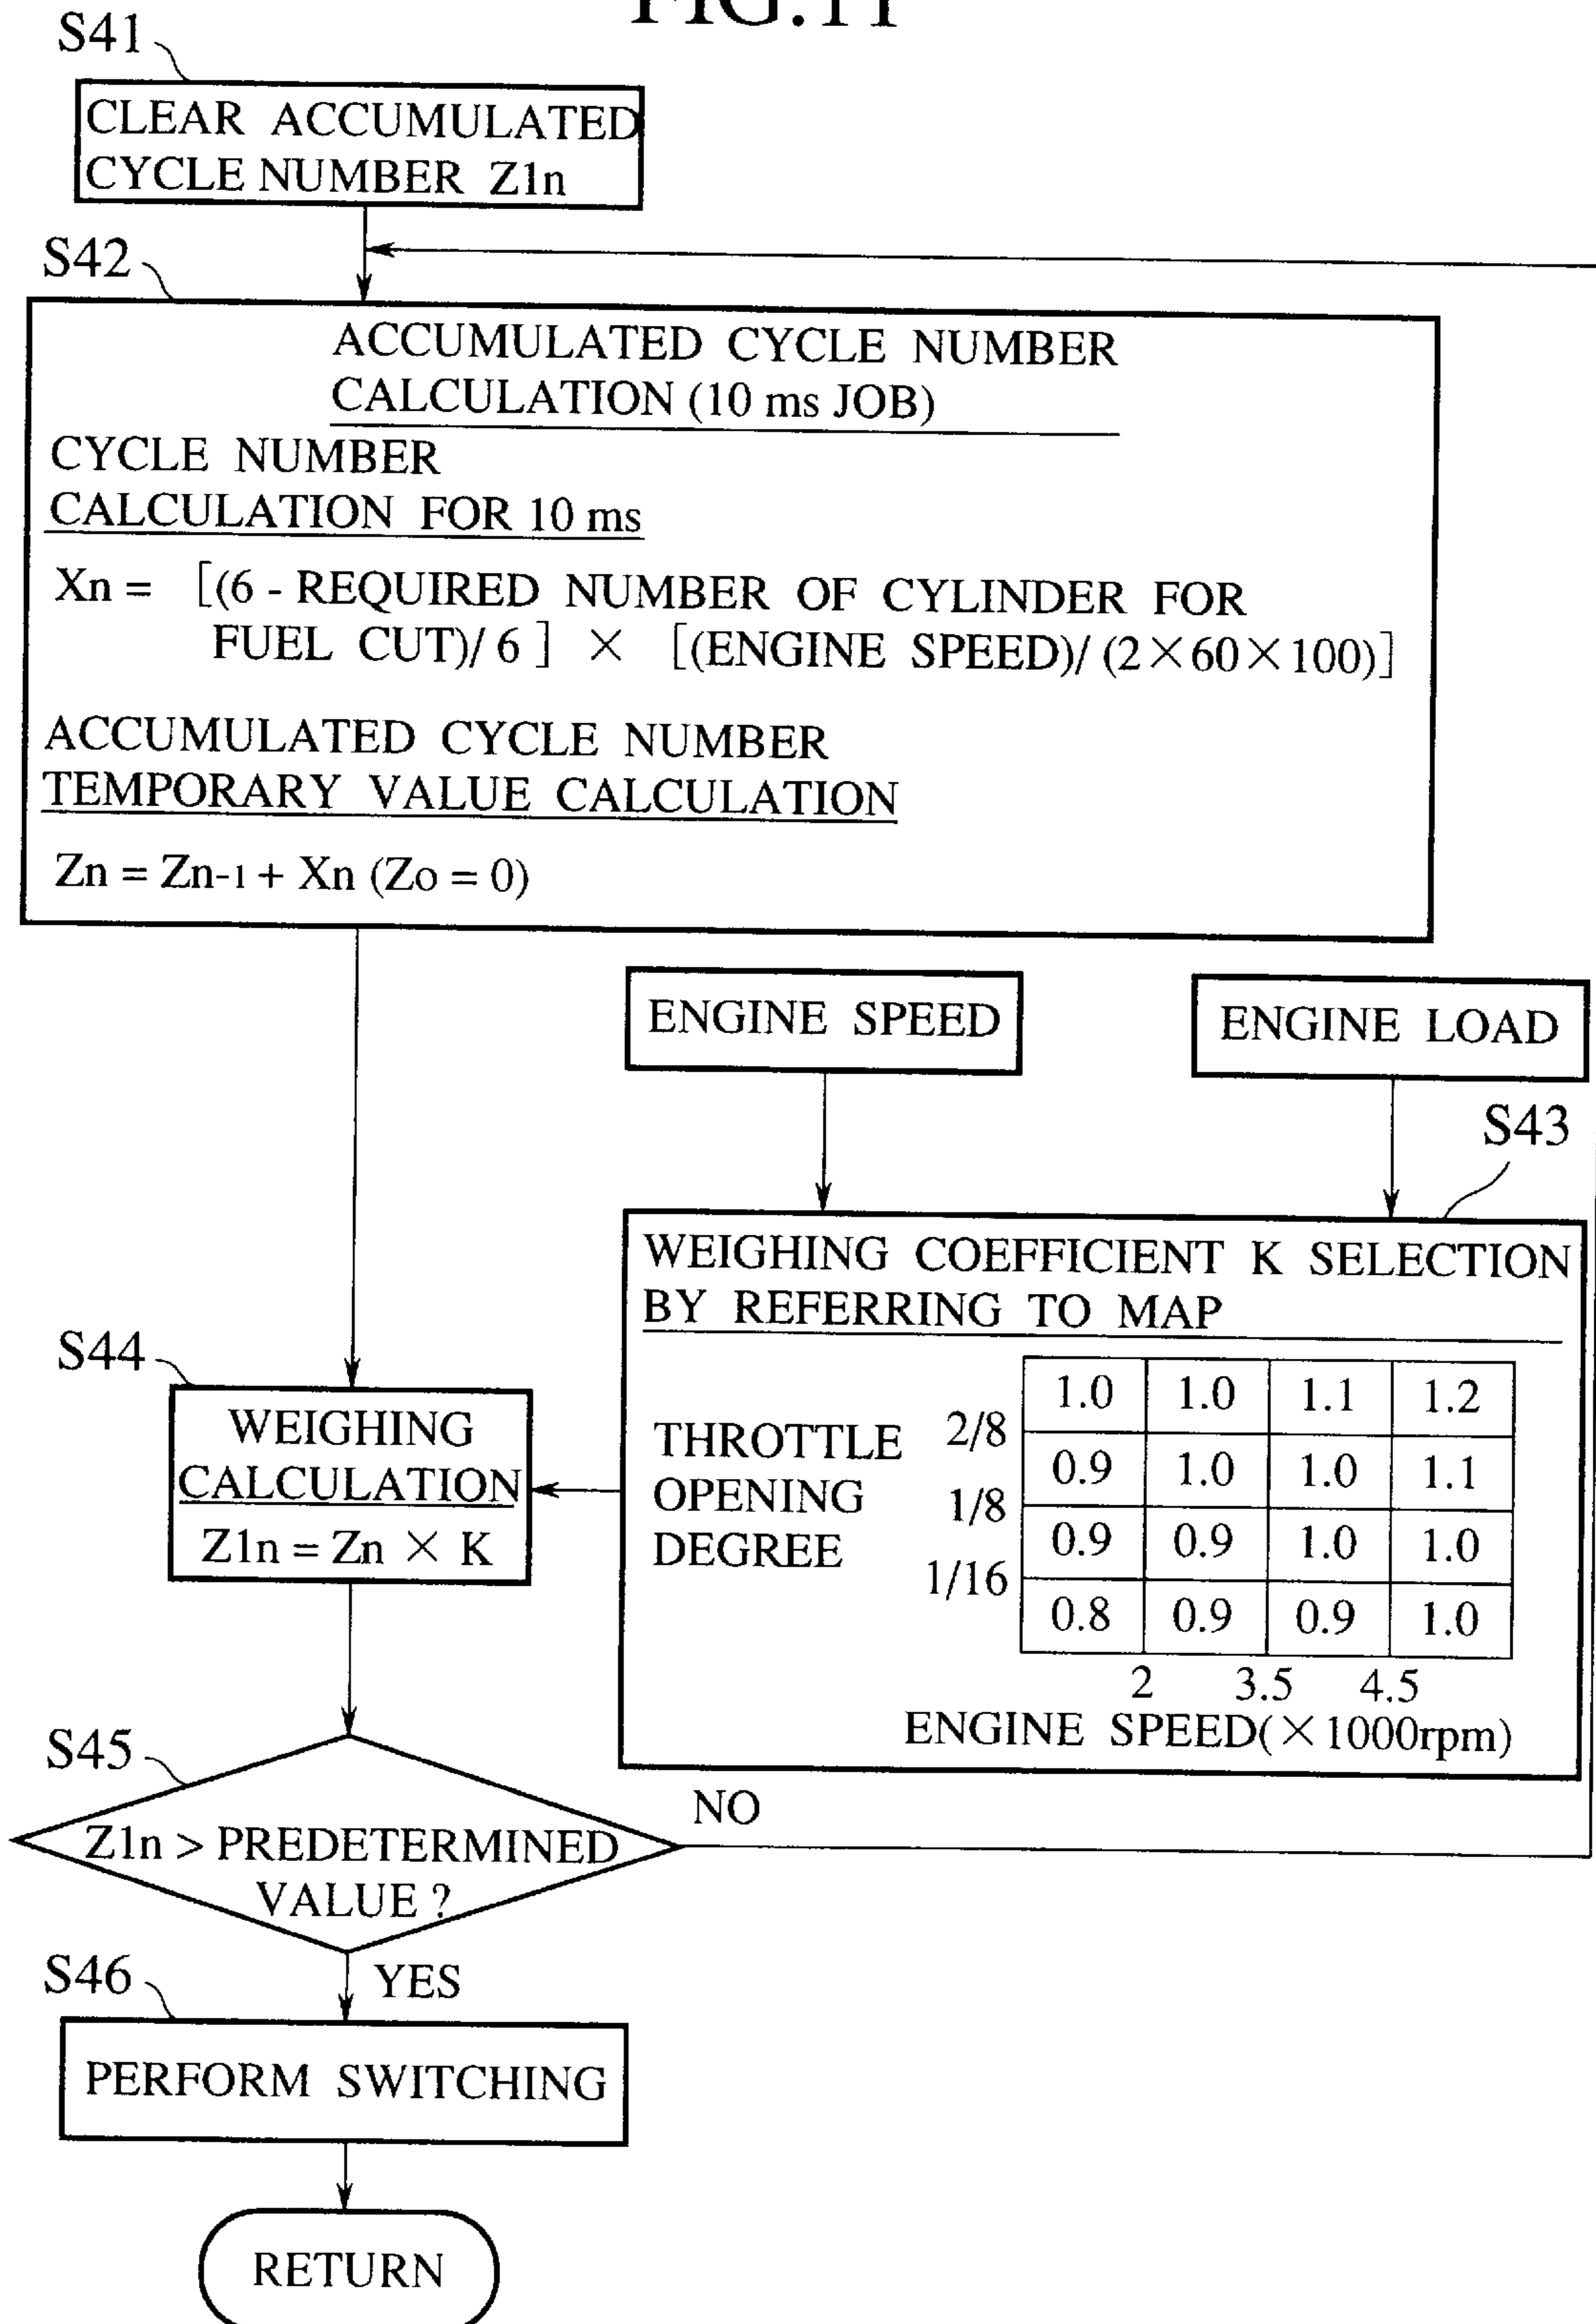 FIG.11
S41
CLEAR ACCUMULATED
CYCLE NUMBER Z1n
S42
ACCUMULATED CYCLE NUMBER
CALCULATION (10 ms JOB)
CYCLE NUMBER
CALCULATION FOR 10 ms
Xn = [(6 - REQUIRED NUMBER OF CYLINDER FOR
FUEL CUT)/ 6 ] × [(ENGINE SPEED)/ (2×60×100)]
ACCUMULATED CYCLE NUMBER
TEMPORARY VALUE CALCULATION
Zn = Zn-1 + Xn (Zo = 0)
ENGINE SPEED
ENGINE LOAD
S43
WEIGHING COEFFICIENT K SELECTION
BY REFERRING TO MAP
THROTTLE
OPENING
DEGREE
2/8
1/8
1/16
1.0 1.0 1.1 1.2
0.9 1.0 1.0 1.1
0.9 0.9 1.0 1.0
0.8 0.9 0.9 1.0
2 3.5 4.5
ENGINE SPEED(×1000rpm)
S44
WEIGHING
CALCULATION
Z1n = Zn × K
S45
Z1n > PREDETERMINED
VALUE ?
NO
YES
S46
PERFORM SWITCHING
RETURN